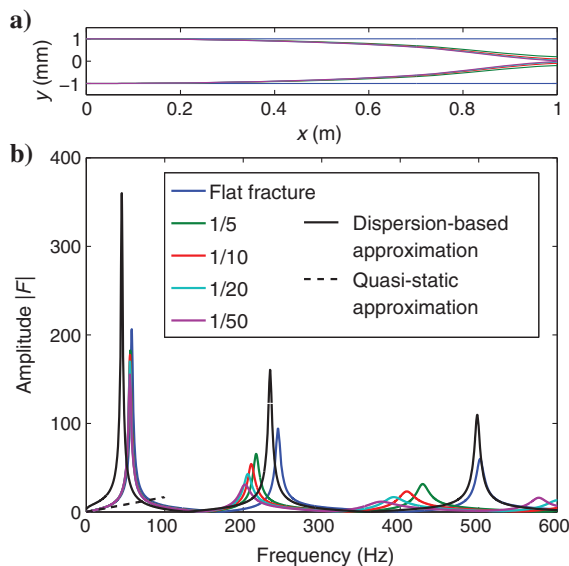 a)
1
0
−1
y (mm)
0 0.2 0.4 0.6 0.8 1
x (m)
b)
400
300
200
100
0
Amplitude |F|
Flat fracture
1/5
1/10
1/20
1/50
Dispersion-based
approximation
Quasi-static
approximation
0 100 200 300 400 500 600
Frequency (Hz)